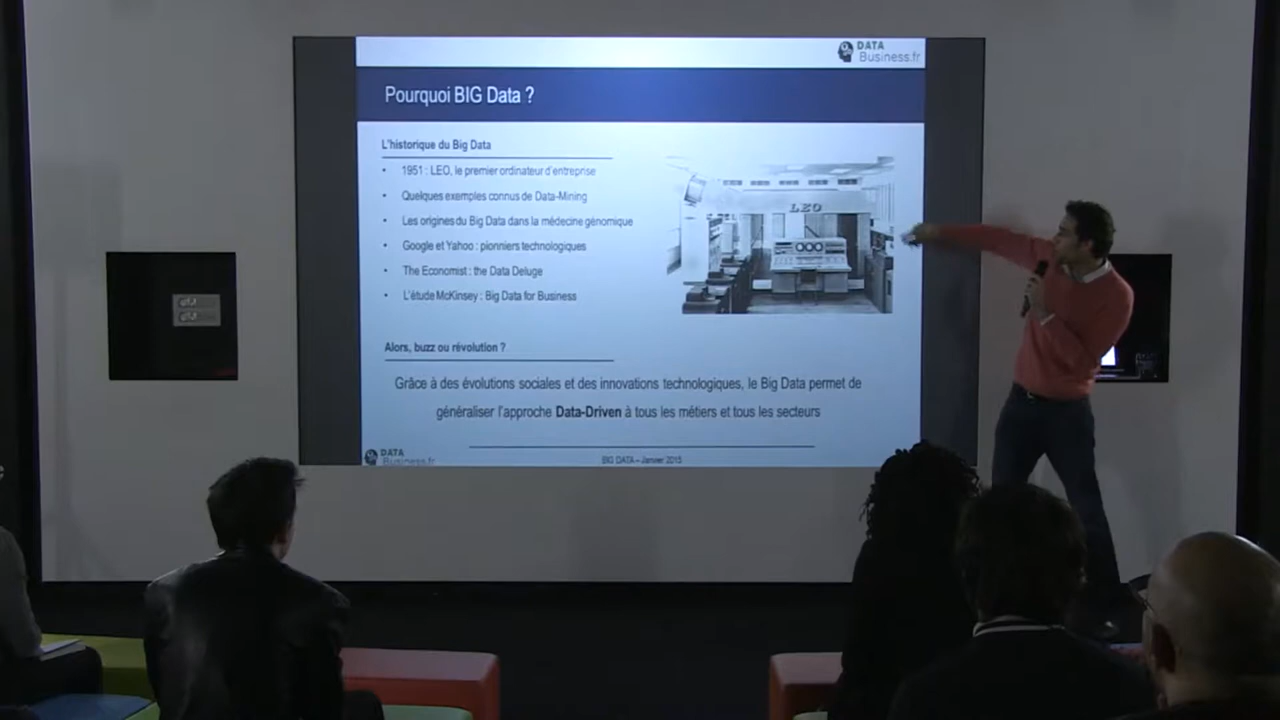 DATA
Business.fr
Pourquoi BIG Data ?
L'historique du Big Data
• 1951 : LEO, le premier ordinateur d'entreprise
• Quelques exemples connus de Data-Mining
• Les origines du Big Data dans la médecine génomique
• Google et Yahoo : pionniers technologiques
• The Economist : the Data Deluge
• L'étude McKinsey : Big Data for Business
LEO
Alors, buzz ou révolution ?
Grâce à des évolutions sociales et des innovations technologiques, le Big Data permet de
généraliser l'approche Data-Driven à tous les métiers et tous les secteurs
DATA
Business.fr
BIG DATA – Janvier 2015